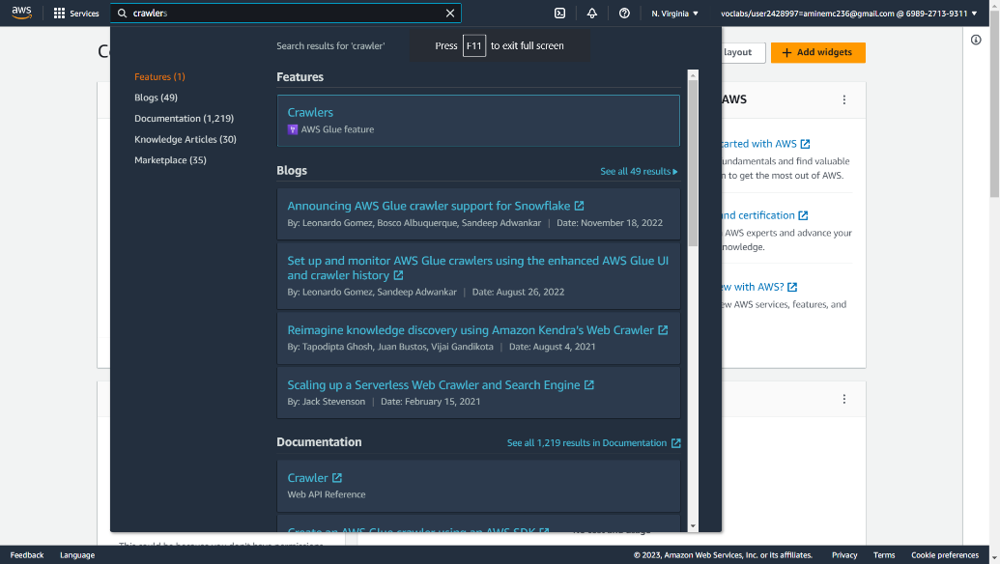 aws
Services
crawlers
N. Virginia
voclabs/user2428997=aminemc236@gmail.com @ 6989-2713-9311
Search results for 'crawler'
Press F11 to exit full screen
layout
Add widgets
Features (1)
Blogs (49)
Documentation (1,219)
Knowledge Articles (30)
Marketplace (35)
Features
Crawlers
AWS Glue feature
Blogs
See all 49 results
Announcing AWS Glue crawler support for Snowflake
By: Leonardo Gomez, Bosco Albuquerque, Sandeep Adwankar | Date: November 18, 2022
Set up and monitor AWS Glue crawlers using the enhanced AWS Glue UI
and crawler history
By: Leonardo Gomez, Sandeep Adwankar | Date: August 26, 2022
Reimagine knowledge discovery using Amazon Kendra's Web Crawler
By: Tapodipta Ghosh, Juan Bustos, Vijai Gandikota | Date: August 4, 2021
Scaling up a Serverless Web Crawler and Search Engine
By: Jack Stevenson | Date: February 15, 2021
Documentation
See all 1,219 results in Documentation
Crawler
Web API Reference
Create an AWS Glue crawler using an AWS SDK
AWS
arted with AWS
undamentals and find valuable
n to get the most out of AWS.
and certification
AWS experts and advance your
nowledge.
ew with AWS?
ew AWS services, features, and
Feedback
Language
© 2023, Amazon Web Services, Inc. or its affiliates.
Privacy
Terms
Cookie preferences